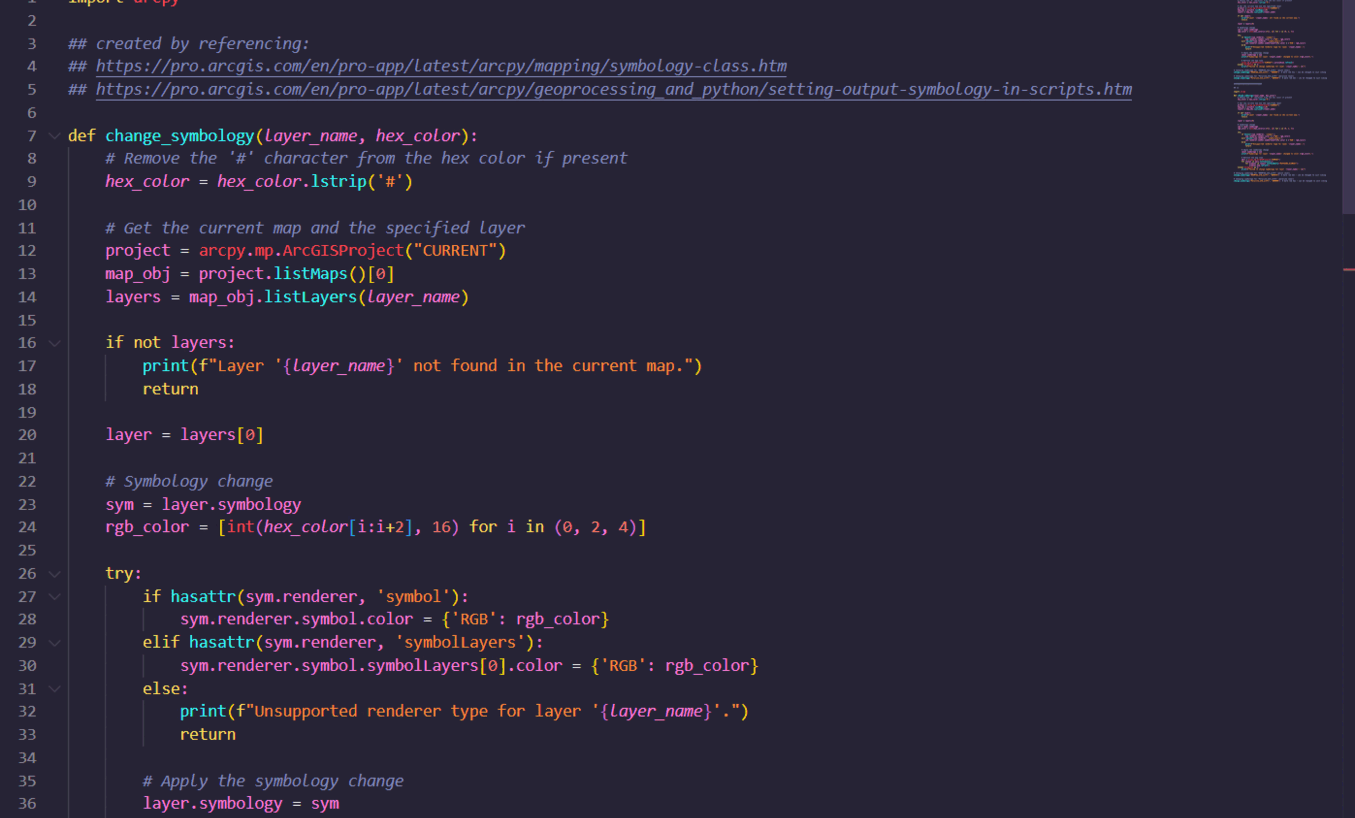 1 import arcpy
2
3 ## created by referencing:
4 ## https://pro.arcgis.com/en/pro-app/latest/arcpy/mapping/symbology-class.htm
5 ## https://pro.arcgis.com/en/pro-app/latest/arcpy/geoprocessing_and_python/setting-output-symbology-in-scripts.htm
6
7 def change_symbology(layer_name, hex_color):
8     # Remove the '#' character from the hex color if present
9     hex_color = hex_color.lstrip('#')
10
11     # Get the current map and the specified layer
12     project = arcpy.mp.ArcGISProject("CURRENT")
13     map_obj = project.listMaps()[0]
14     layers = map_obj.listLayers(layer_name)
15
16     if not layers:
17         print(f"Layer '{layer_name}' not found in the current map.")
18         return
19
20     layer = layers[0]
21
22     # Symbology change
23     sym = layer.symbology
24     rgb_color = [int(hex_color[i:i+2], 16) for i in (0, 2, 4)]
25
26     try:
27         if hasattr(sym.renderer, 'symbol'):
28             sym.renderer.symbol.color = {'RGB': rgb_color}
29         elif hasattr(sym.renderer, 'symbolLayers'):
30             sym.renderer.symbol.symbolLayers[0].color = {'RGB': rgb_color}
31         else:
32             print(f"Unsupported renderer type for layer '{layer_name}'.")
33             return
34
35         # Apply the symbology change
36         layer.symbology = sym